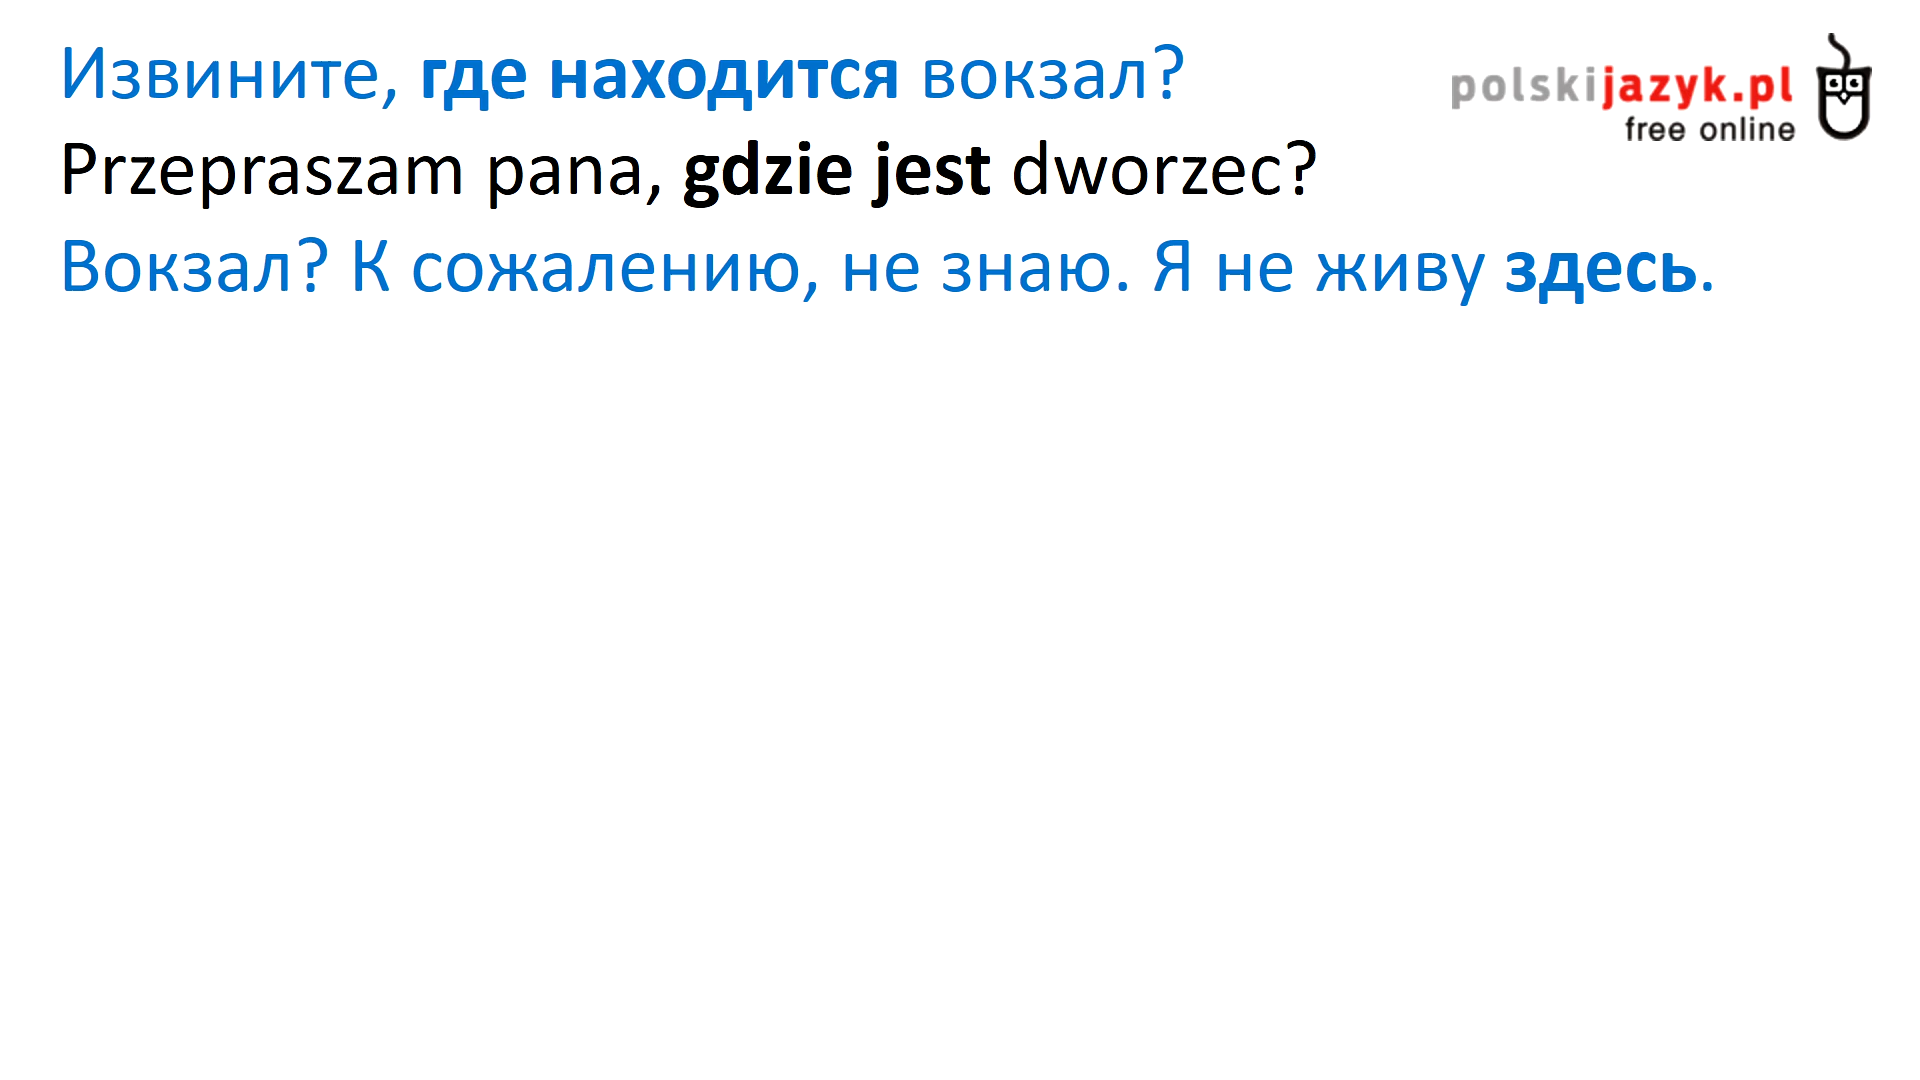 Извините, где находится вокзал?
polskijazyk.pl
free online
Przepraszam pana, gdzie jest dworzec?
Вокзал? К сожалению, не знаю. Я не живу здесь.